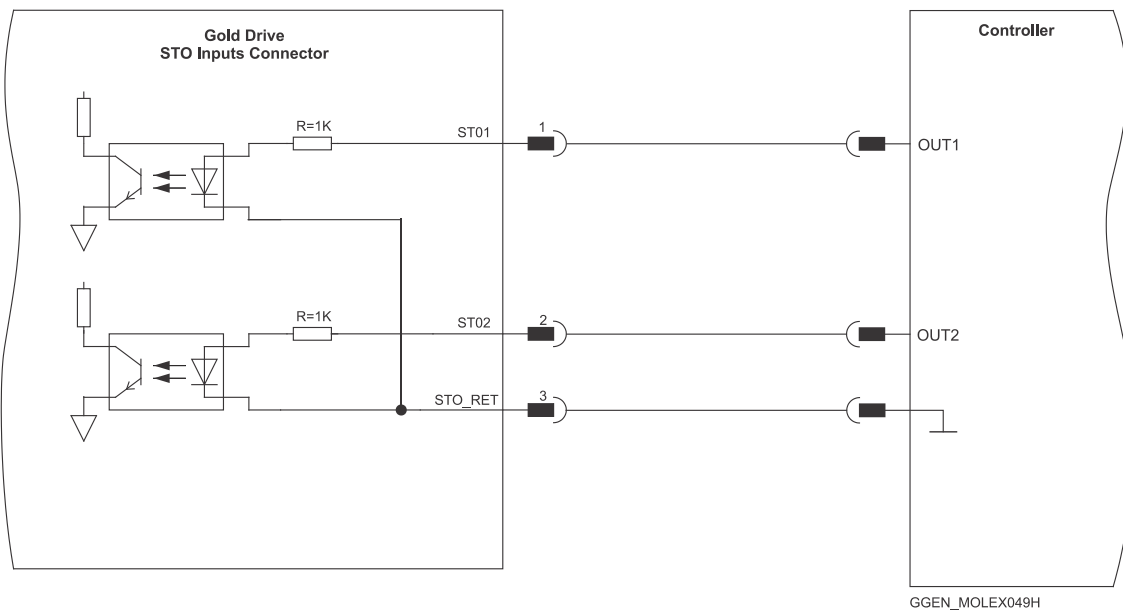 Gold Drive
STO Inputs Connector
Controller
R=1K
ST01
1
OUT1
R=1K
ST02
2
OUT2
STO_RET
3
GGEN_MOLEX049H